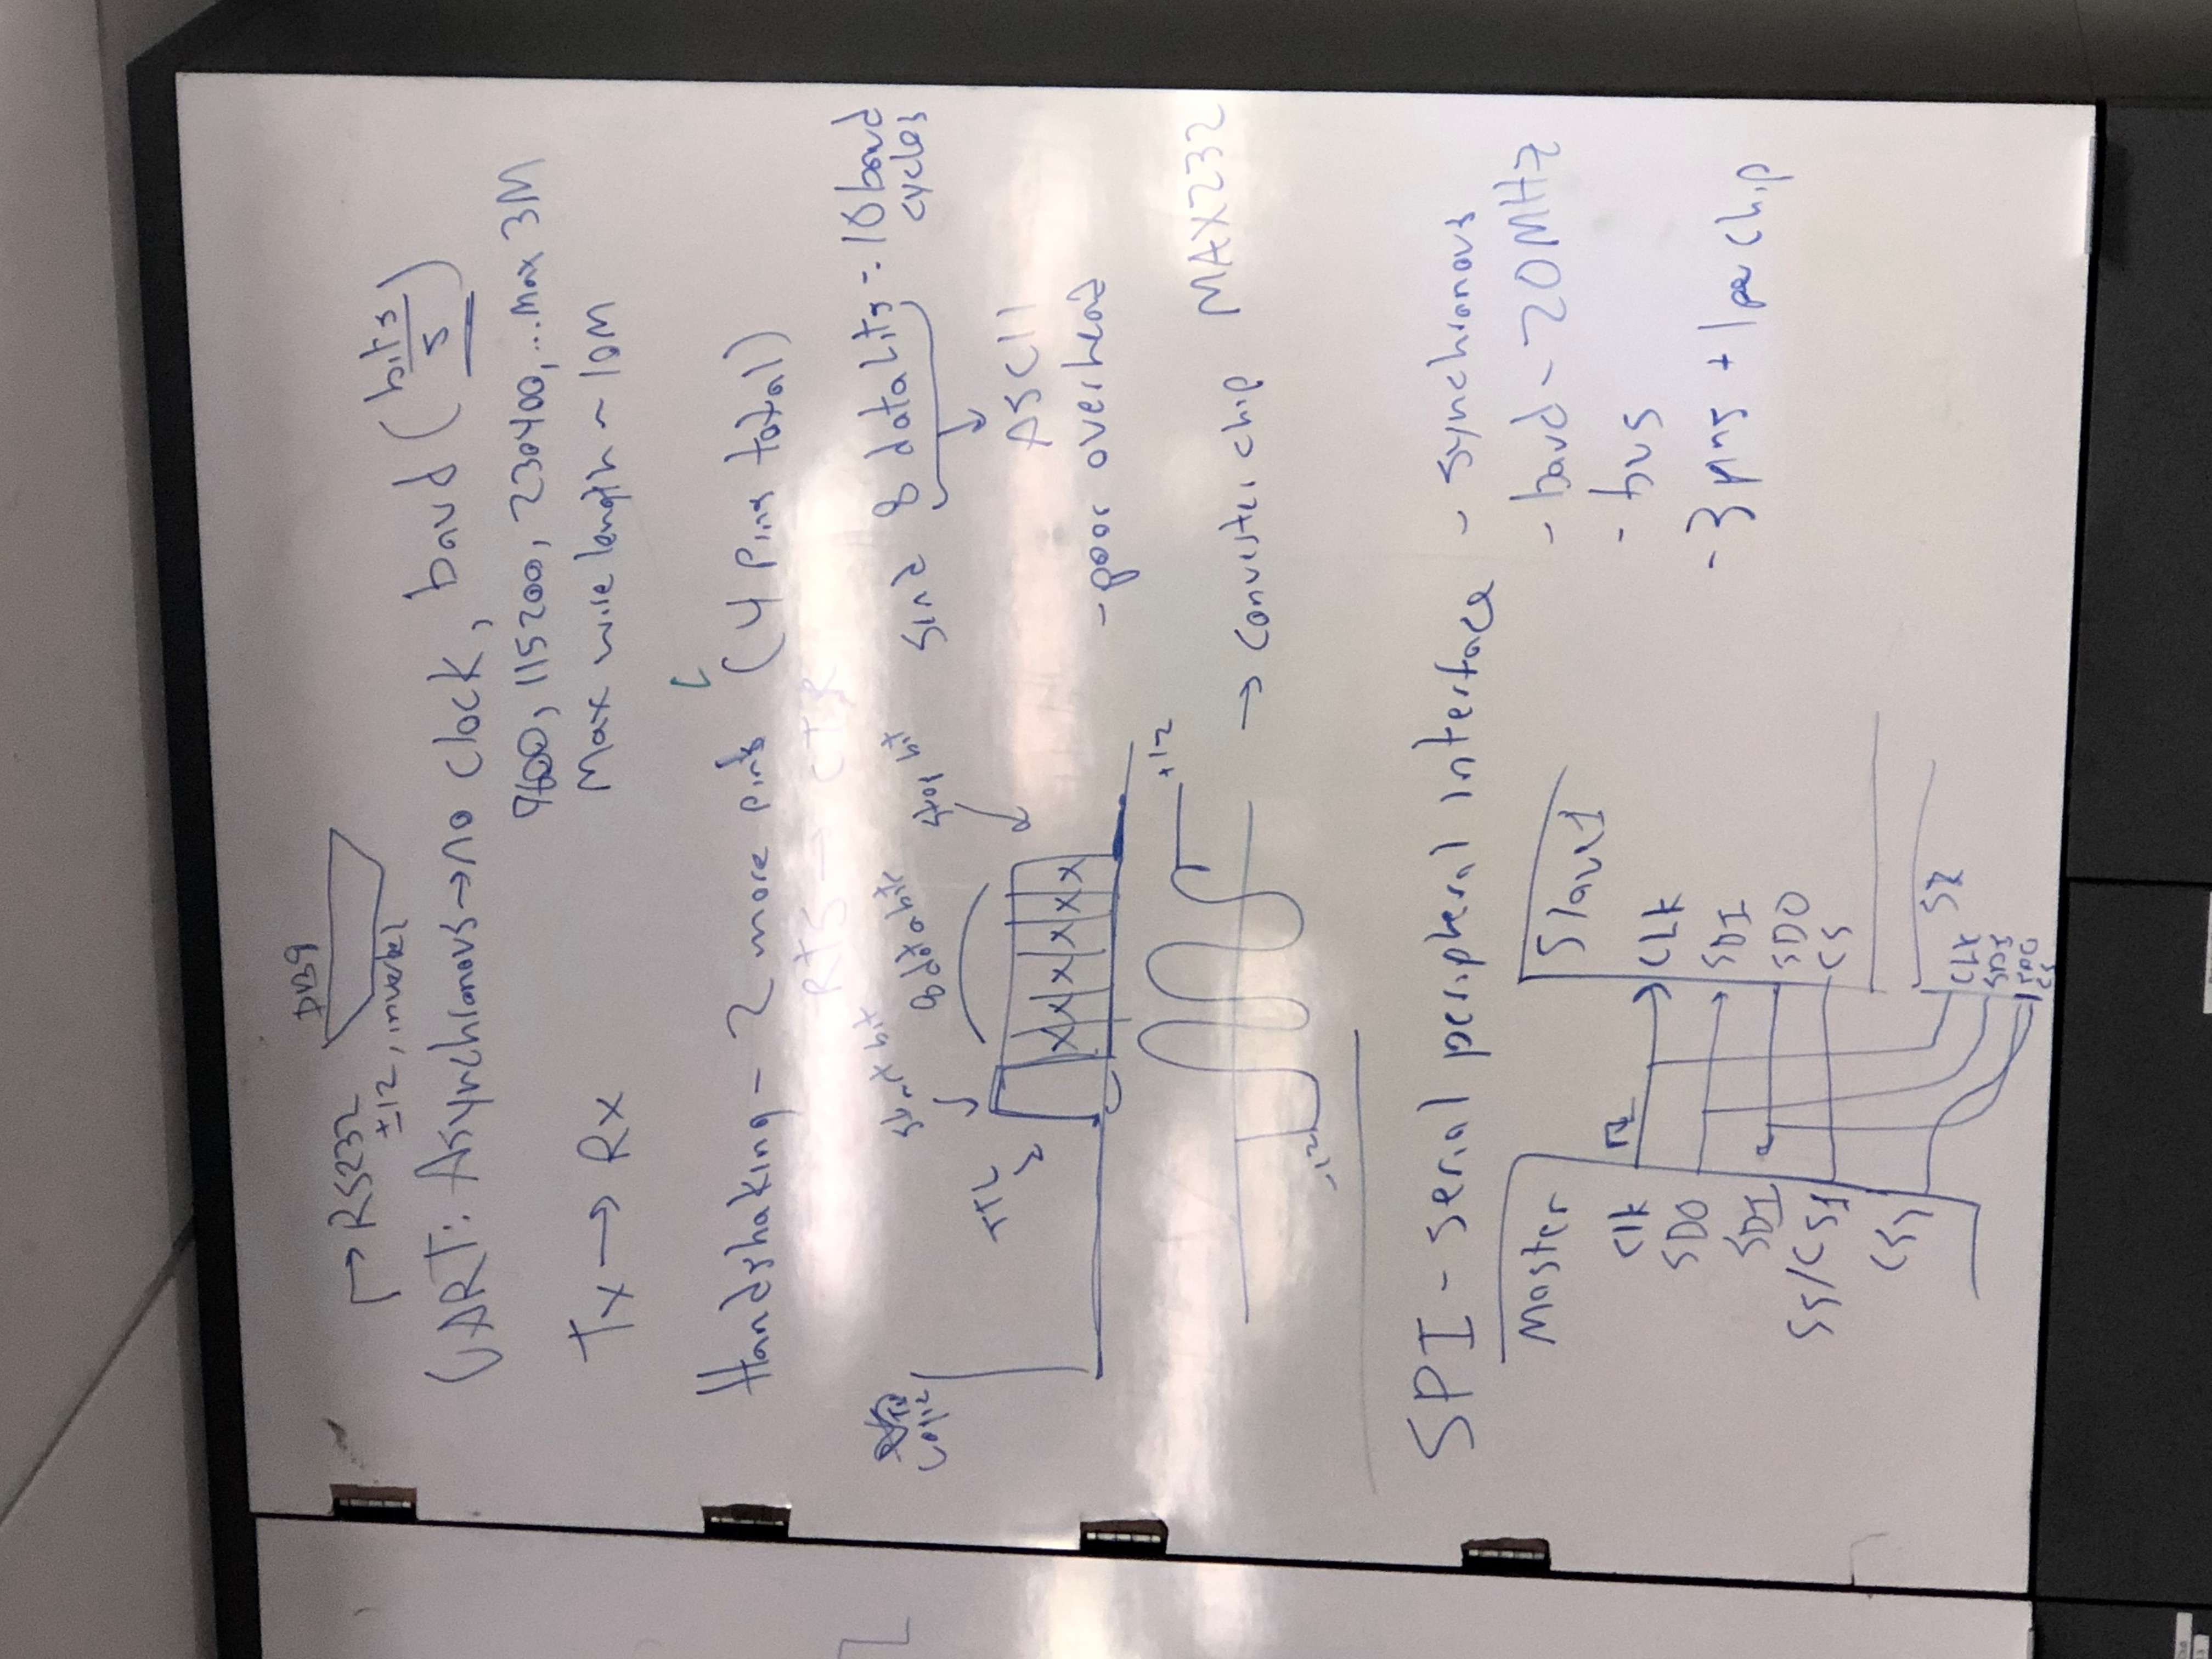 DB9
→ RS232
±12, inverted
UART: Asynchronous → no clock, baud (bits/s)
9600, 115200, 230400, ... Max 3M
Tx → Rx
Max wire length ~ 10M
Handshaking - 2 more pins (4 pins total)
RTS → CTS
Logic
start bit
8 data bits
stop bit
Send 8 data bits = 10 baud cycles
TTL
ASCII
X X X X X X
- poor overhead
+12
-12
→ Converter chip MAX232
SPI - serial peripheral interface - synchronous
- baud ~ 20MHz
- bus
- 3 pins + 1 per chip
Master
Slave1
Clk
CLK
SDO
SDI
SDI
SDO
SS/CS1
CS
S2
CLK
SDI
SDO
CS